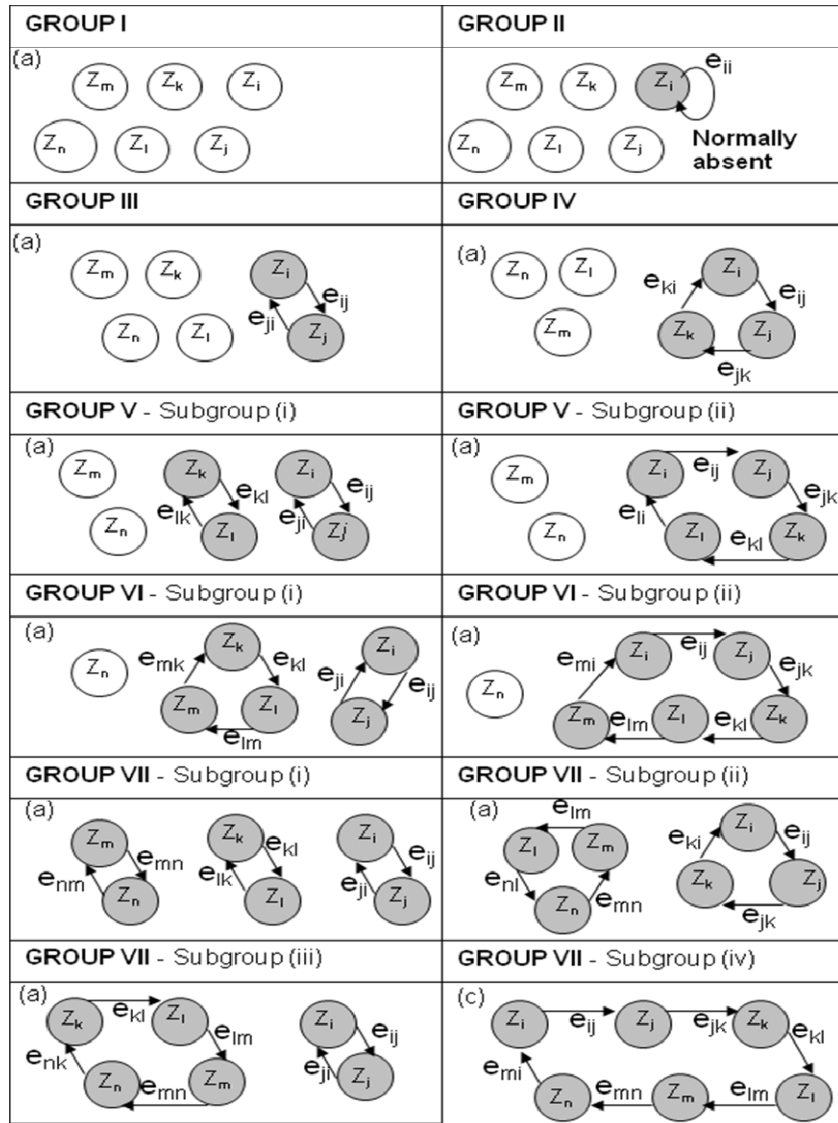 GROUP I
GROUP II
(a)
Zm Zk Zi
Zn Zl Zj
Zm Zk Zi eii
Zn Zl Zj
Normally
absent
GROUP III
GROUP IV
(a)
Zm Zk Zi
eij
eji
Zn Zl Zj
(a)
Zn Zl Zi
eki eij
Zm Zk Zj
ejk
GROUP V - Subgroup (i)
GROUP V - Subgroup (ii)
(a)
Zm Zk Zi
ekl eij
elk eji
Zn Zl Zj
(a)
Zm Zi eij Zj
eli ejk
Zn Zl ekl Zk
GROUP VI - Subgroup (i)
GROUP VI - Subgroup (ii)
(a)
Zn Zk Zi
emk ekl eji eij
Zm Zl Zj
elm
(a)
Zi eij Zj
emi ejk
Zn Zm elm Zl ekl Zk
GROUP VII - Subgroup (i)
GROUP VII - Subgroup (ii)
(a)
Zm Zk Zi
emn ekl eij
enm elk eji
Zn Zl Zj
(a)
elm
Zl Zm
enl emn
Zn
Zi
eki eij
Zk Zj
ejk
GROUP VII - Subgroup (iii)
GROUP VII - Subgroup (iv)
(a)
Zk ekl Zl
enk elm
Zn emn Zm
Zi
eij
eji
Zj
(c)
Zi eij Zj ejk Zk
emi ekl
Zn emn Zm elm Zl